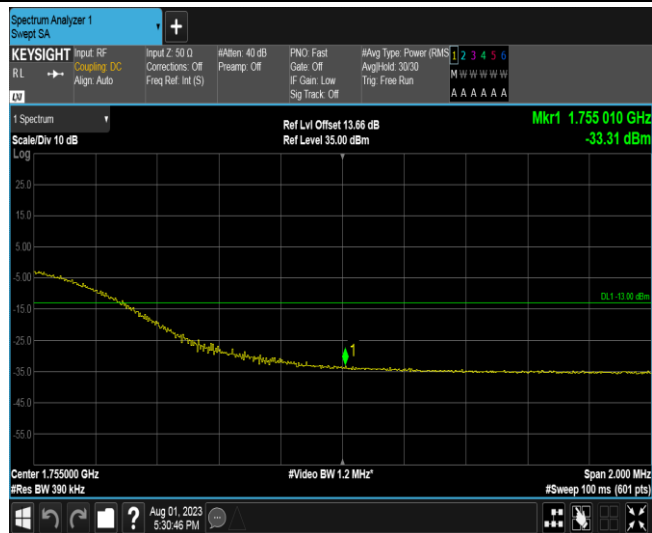 Spectrum Analyzer 1
Swept SA
+
KEYSIGHT
RL
Input: RF
Coupling: DC
Align: Auto
Input Z: 50 Ω
Corrections: Off
Freq Ref: Int (S)
#Atten: 40 dB
Preamp: Off
PNO: Fast
Gate: Off
IF Gain: Low
Sig Track: Off
#Avg Type: Power (RMS
Avg|Hold: 30/30
Trig: Free Run
1 2 3 4 5 6
M W W W W W
A A A A A A
1 Spectrum
Scale/Div 10 dB
Log
Ref Lvl Offset 13.66 dB
Ref Level 35.00 dBm
Mkr1 1.755 010 GHz
-33.31 dBm
25.0
15.0
5.00
-5.00
-15.0
-25.0
-35.0
-45.0
-55.0
DL1 -13.00 dBm
1
Center 1.755000 GHz
#Res BW 390 kHz
#Video BW 1.2 MHz*
Span 2.000 MHz
#Sweep 100 ms (601 pts)
?
Aug 01, 2023
5:30:46 PM